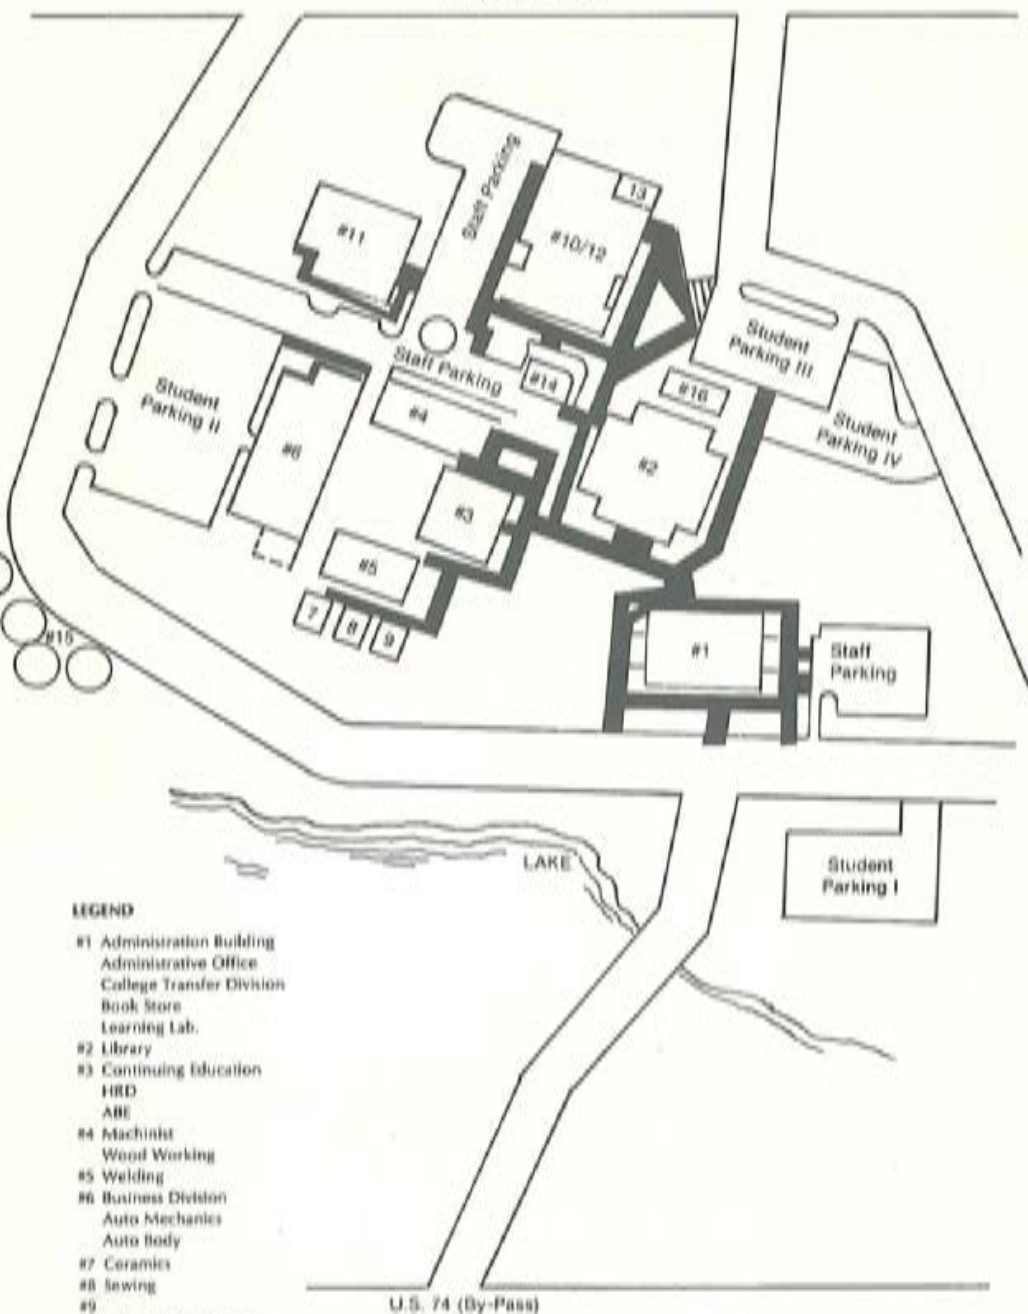 Staff Parking
13
#11
#10/12
Student
Parking III
Staff Parking
#14
#16
Student
Parking II
#4
Student
Parking IV
#6
#2
#3
#5
7
8
9
#15
#1
Staff
Parking
LAKE
Student
Parking I
LEGEND
#1 Administration Building
Administrative Office
College Transfer Division
Book Store
Learning Lab.
#2 Library
#3 Continuing Education
HRD
ABE
#4 Machinist
Wood Working
#5 Welding
#6 Business Division
Auto Mechanics
Auto Body
#7 Ceramics
#8 Sewing
#9
U.S. 74 (By-Pass)